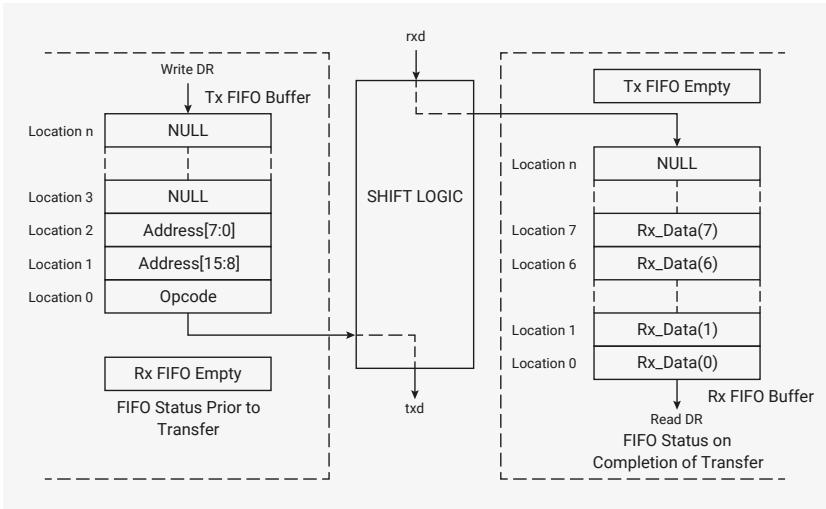 Write DR
Tx FIFO Buffer
Location n
NULL
Location 3
NULL
Location 2
Address[7:0]
Location 1
Address[15:8]
Location 0
Opcode
Rx FIFO Empty
FIFO Status Prior to
Transfer
rxd
SHIFT LOGIC
txd
Tx FIFO Empty
Location n
NULL
Location 7
Rx_Data(7)
Location 6
Rx_Data(6)
Location 1
Rx_Data(1)
Location 0
Rx_Data(0)
Rx FIFO Buffer
Read DR
FIFO Status on
Completion of Transfer